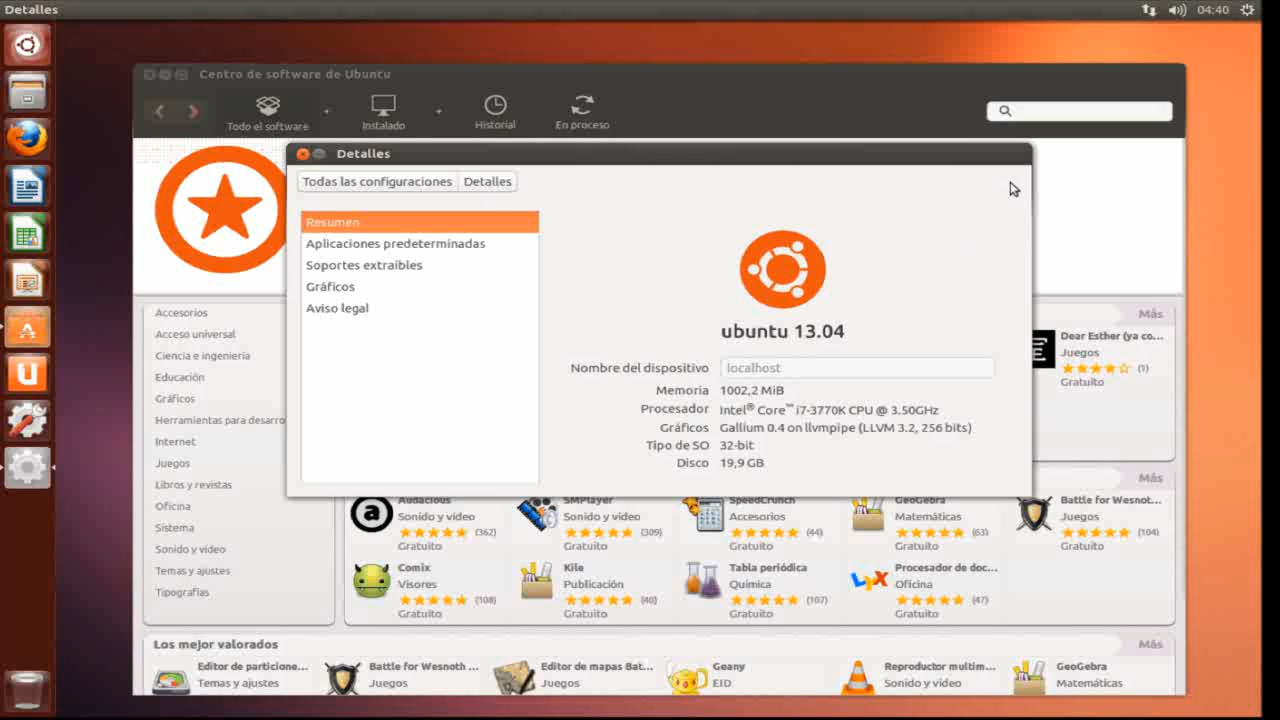 Detalles
04:40
Centro de software de Ubuntu
Todo el software
Instalado
Historial
En proceso
Detalles
Todas las configuraciones
Detalles
Resumen
Aplicaciones predeterminadas
Soportes extraíbles
Gráficos
Aviso legal
ubuntu 13.04
Nombre del dispositivo localhost
Memoria 1002,2 MiB
Procesador Intel® Core™ i7-3770K CPU @ 3.50GHz
Gráficos Gallium 0.4 on llvmpipe (LLVM 3.2, 256 bits)
Tipo de SO 32-bit
Disco 19,9 GB
Accesorios
Acceso universal
Ciencia e ingeniería
Educación
Gráficos
Herramientas para desarro
Internet
Juegos
Libros y revistas
Oficina
Sistema
Sonido y vídeo
Temas y ajustes
Tipografías
Más
Dear Esther (ya co...
Juegos
(1)
Gratuito
Más
Audacious
Sonido y vídeo
(362)
Gratuito
SMPlayer
Sonido y vídeo
(309)
Gratuito
SpeedCrunch
Accesorios
(44)
Gratuito
GeoGebra
Matemáticas
(63)
Gratuito
Battle for Wesnot...
Juegos
(104)
Gratuito
Comix
Visores
(108)
Gratuito
Kile
Publicación
(40)
Gratuito
Tabla periódica
Química
(107)
Gratuito
Procesador de doc...
Oficina
(47)
Gratuito
Los mejor valorados
Más
Editor de particione...
Temas y ajustes
Battle for Wesnoth ...
Juegos
Editor de mapas Bat...
Juegos
Geany
EID
Reproductor multim...
Sonido y vídeo
GeoGebra
Matemáticas